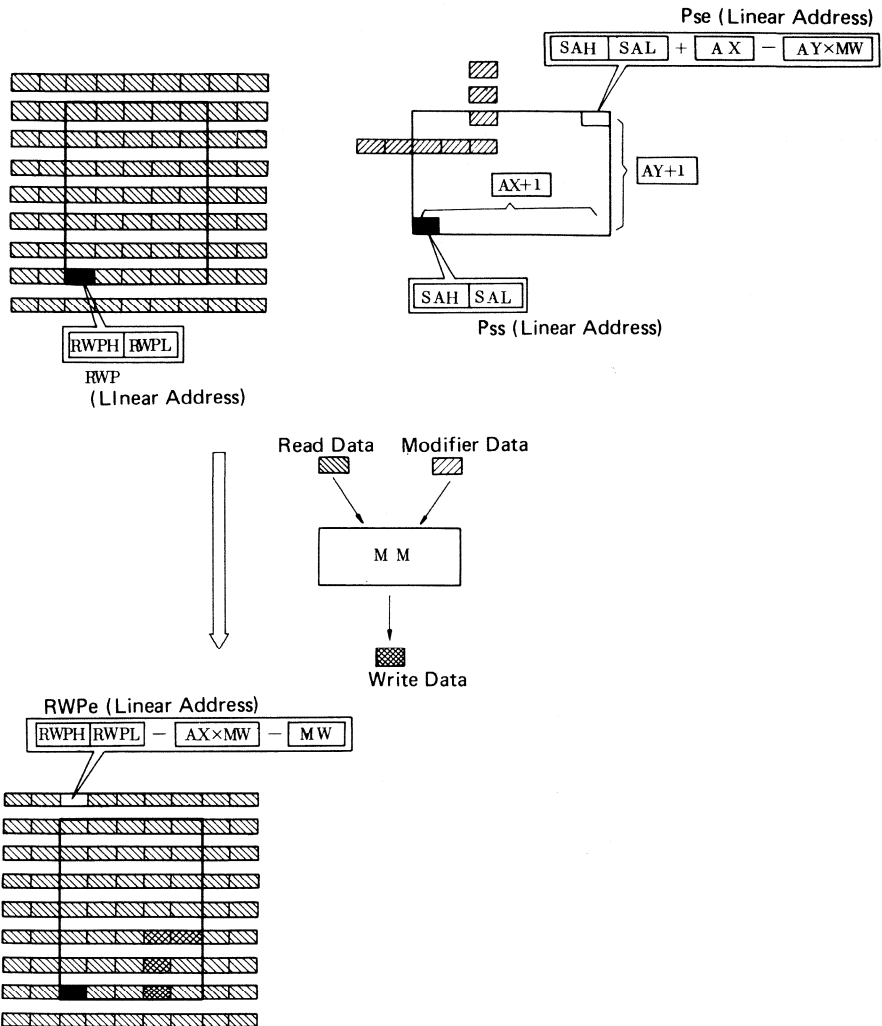 Pse (Linear Address)
SAH SAL + AX − AY×MW
AX+1
AY+1
SAH SAL
Pss (Linear Address)
RWPH RWPL
RWP
(LInear Address)
Read Data Modifier Data
M M
Write Data
RWPe (Linear Address)
RWPH RWPL − AX×MW − MW